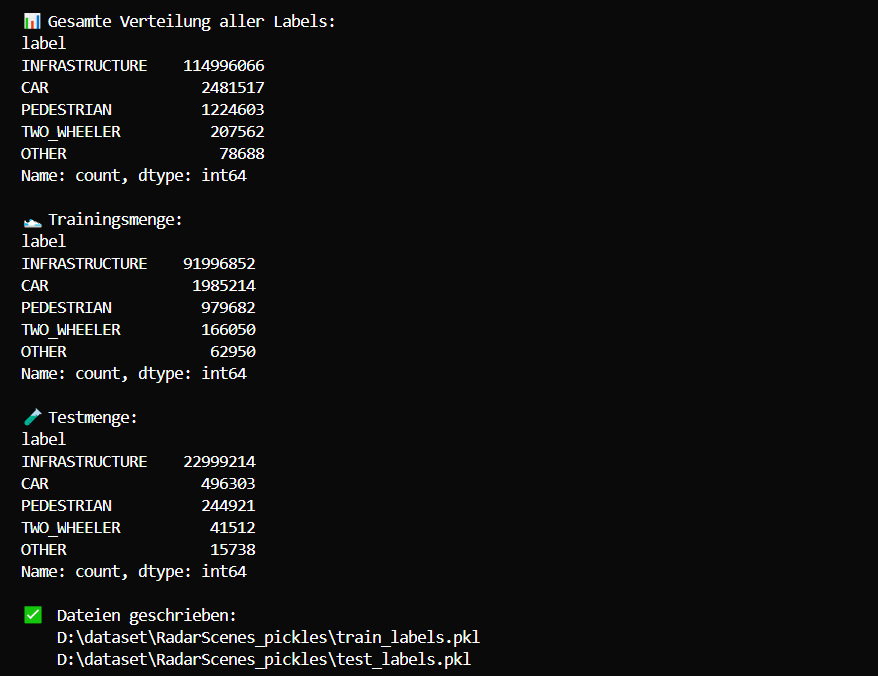 📊 Gesamte Verteilung aller Labels:
label
INFRASTRUCTURE    114996066
CAR                 2481517
PEDESTRIAN          1224603
TWO_WHEELER          207562
OTHER                 78688
Name: count, dtype: int64

👟 Trainingsmenge:
label
INFRASTRUCTURE    91996852
CAR                1985214
PEDESTRIAN          979682
TWO_WHEELER         166050
OTHER                62950
Name: count, dtype: int64

🧪 Testmenge:
label
INFRASTRUCTURE    22999214
CAR                 496303
PEDESTRIAN          244921
TWO_WHEELER          41512
OTHER                15738
Name: count, dtype: int64

✅ Dateien geschrieben:
D:\dataset\RadarScenes_pickles\train_labels.pkl
D:\dataset\RadarScenes_pickles\test_labels.pkl